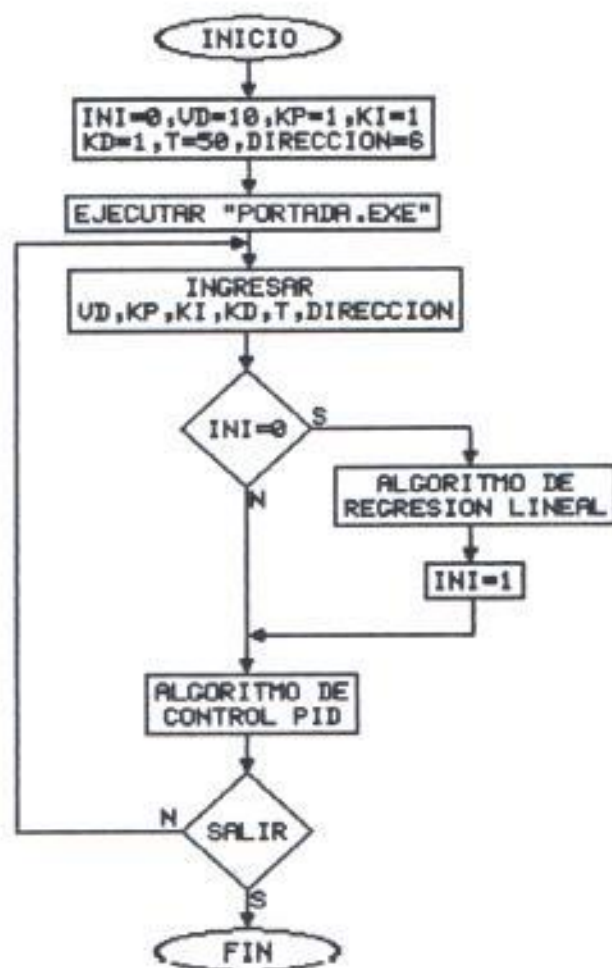 INICIO
INI=0,VD=10,KP=1,KI=1
KD=1,T=50,DIRECCION=6
EJECUTAR "PORTADA.EXE"
INGRESAR
VD,KP,KI,KD,T,DIRECCION
INI=0
S
N
ALGORITMO DE
REGRESION LINEAL
INI=1
ALGORITMO DE
CONTROL PID
N
SALIR
S
FIN